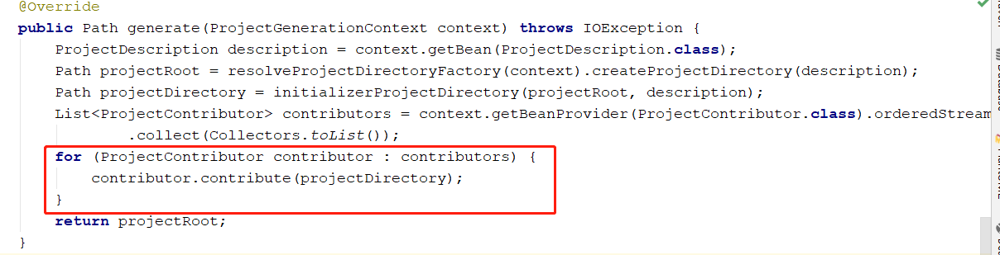 @Override
public Path generate(ProjectGenerationContext context) throws IOException {
ProjectDescription description = context.getBean(ProjectDescription.class);
Path projectRoot = resolveProjectDirectoryFactory(context).createProjectDirectory(description);
Path projectDirectory = initializerProjectDirectory(projectRoot, description);
List<ProjectContributor> contributors = context.getBeanProvider(ProjectContributor.class).orderedStream
.collect(Collectors.toList());
for (ProjectContributor contributor : contributors) {
contributor.contribute(projectDirectory);
}
return projectRoot;
}